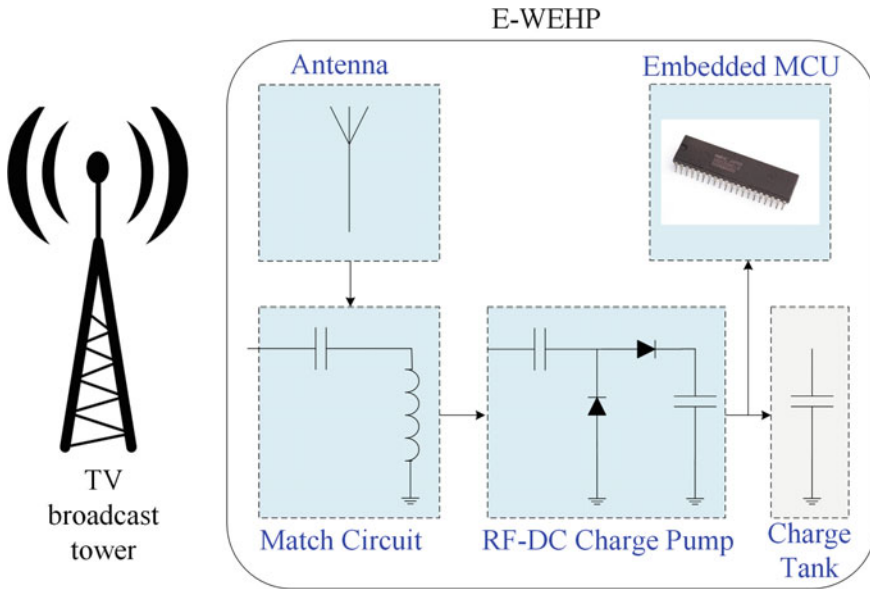 E-WEHP
Antenna
Embedded MCU
TV
broadcast
tower
Match Circuit
RF-DC Charge Pump
Charge
Tank